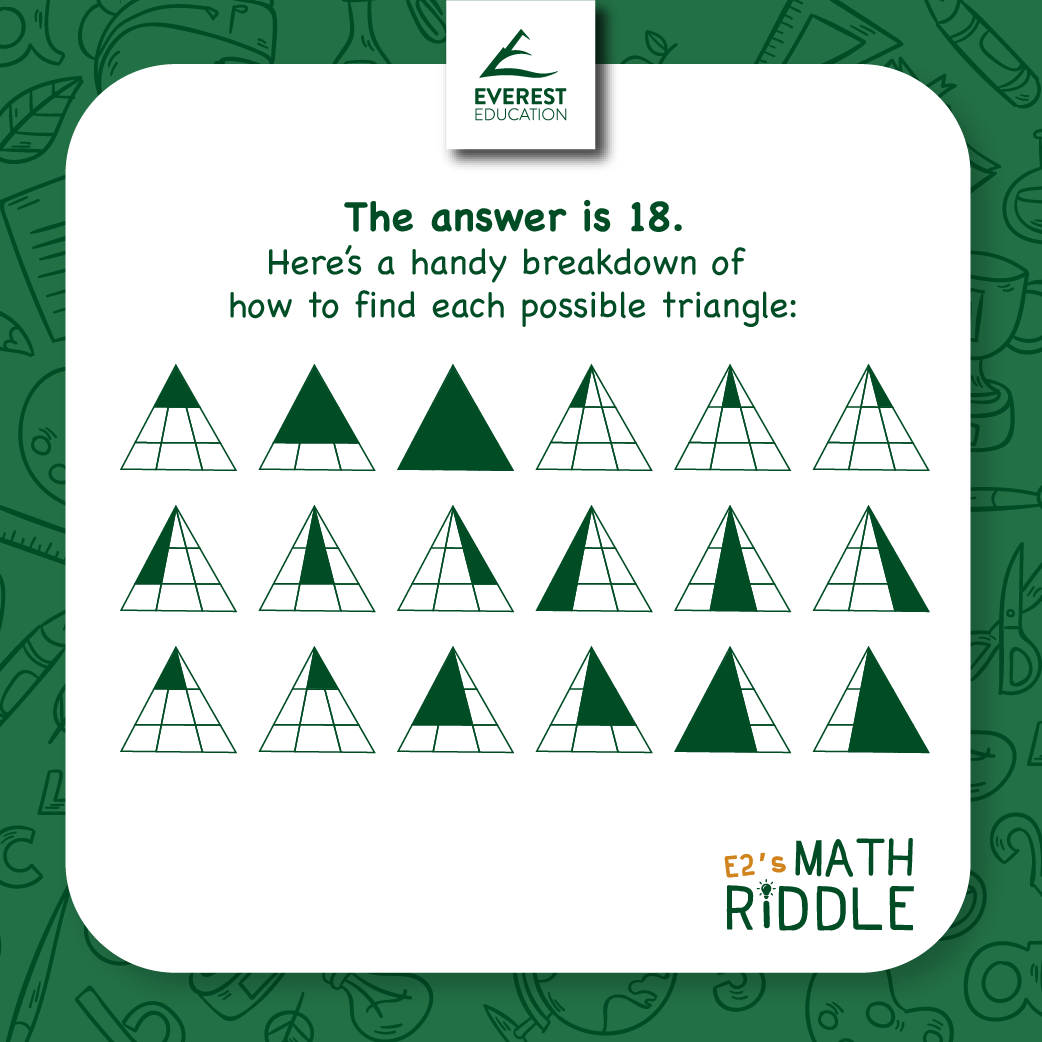 EVEREST
EDUCATION
The answer is 18.
Here's a handy breakdown of
how to find each possible triangle:
E2's MATH
RiDDLE